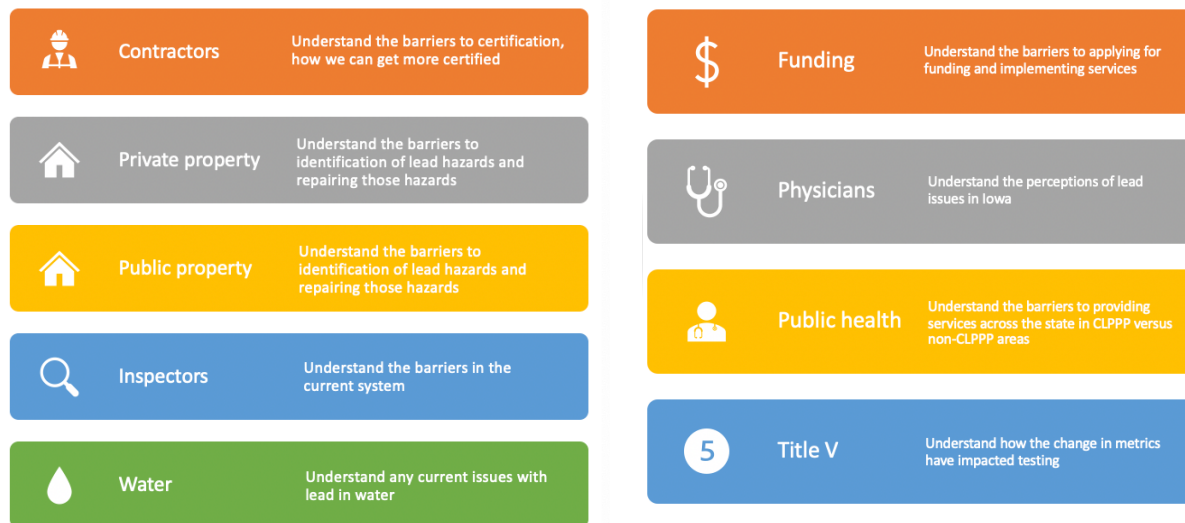 Contractors
Understand the barriers to certification,
how we can get more certified
Private property
Understand the barriers to
identification of lead hazards and
repairing those hazards
Public property
Understand the barriers to
identification of lead hazards and
repairing those hazards
Inspectors
Understand the barriers in the
current system
Water
Understand any current issues with
lead in water
Funding
Understand the barriers to applying for
funding and implementing services
Physicians
Understand the perceptions of lead
issues in Iowa
Public health
Understand the barriers to providing
services across the state in CLPPP versus
non-CLPPP areas
5
Title V
Understand how the change in metrics
have impacted testing